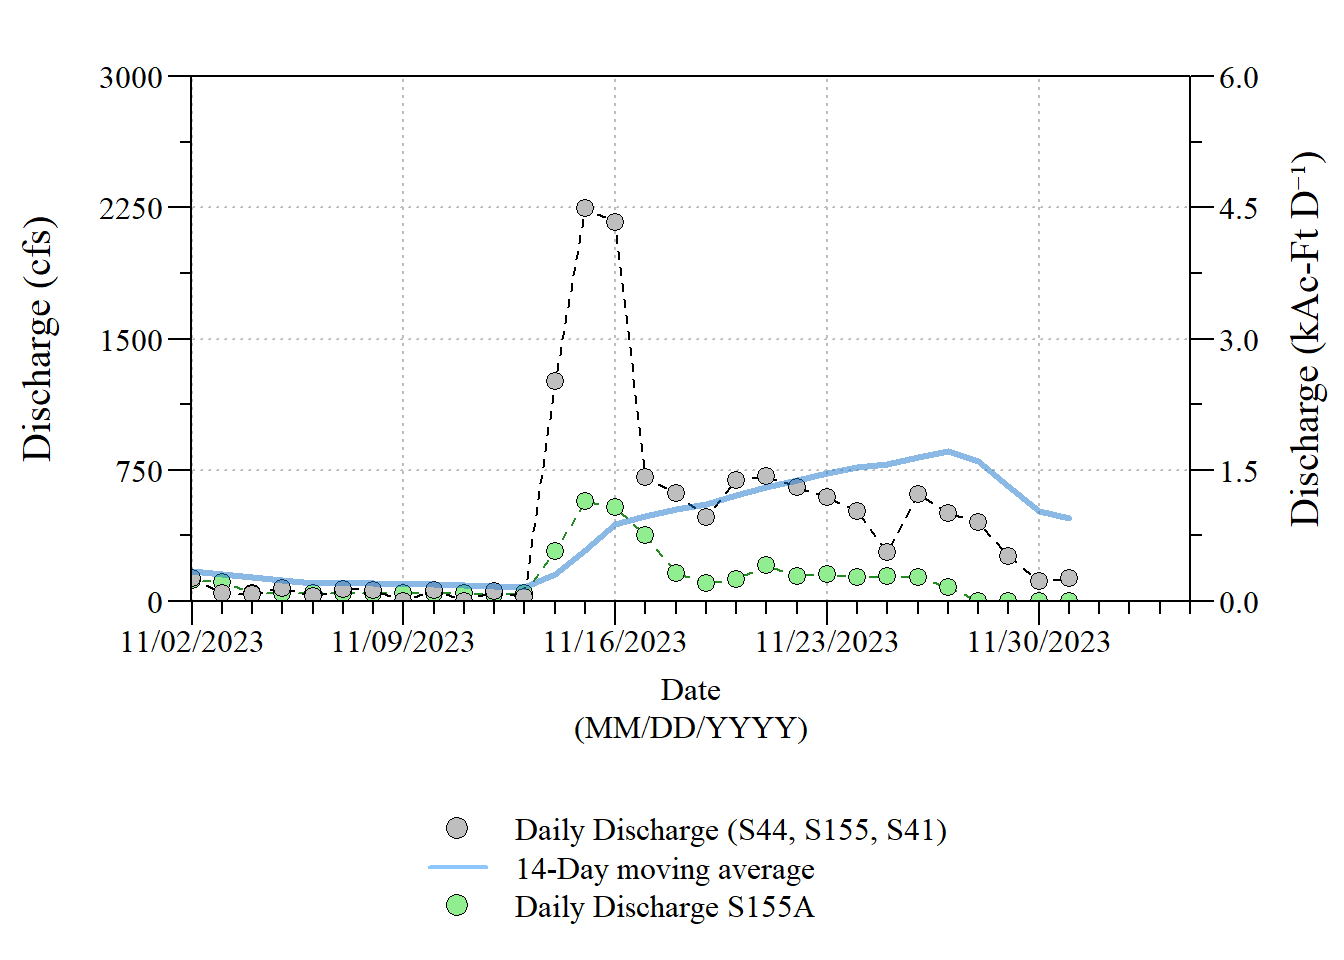 3000
2250
1500
750
0
Discharge (cfs)
6.0
4.5
3.0
1.5
0.0
Discharge (kAc-Ft D⁻¹)
11/02/2023 11/09/2023 11/16/2023 11/23/2023 11/30/2023
Date
(MM/DD/YYYY)
Daily Discharge (S44, S155, S41)
14-Day moving average
Daily Discharge S155A